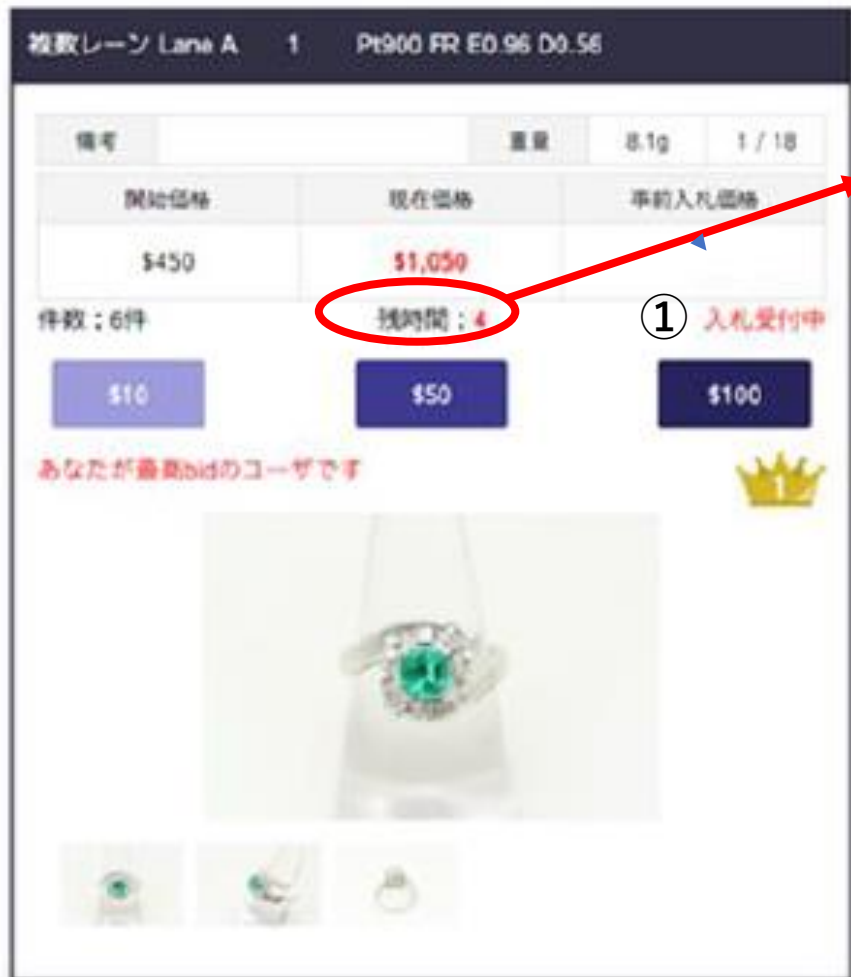 複数レーン Lane A 1 Pt900 FR E0.96 D0.56
備考 重量 8.1g 1 / 18
開始価格 現在価格 事前入札価格
$450 $1,050
件数：6件 残時間：4 ① 入札受付中
$10 $50 $100
あなたが最高bidのユーザです
1